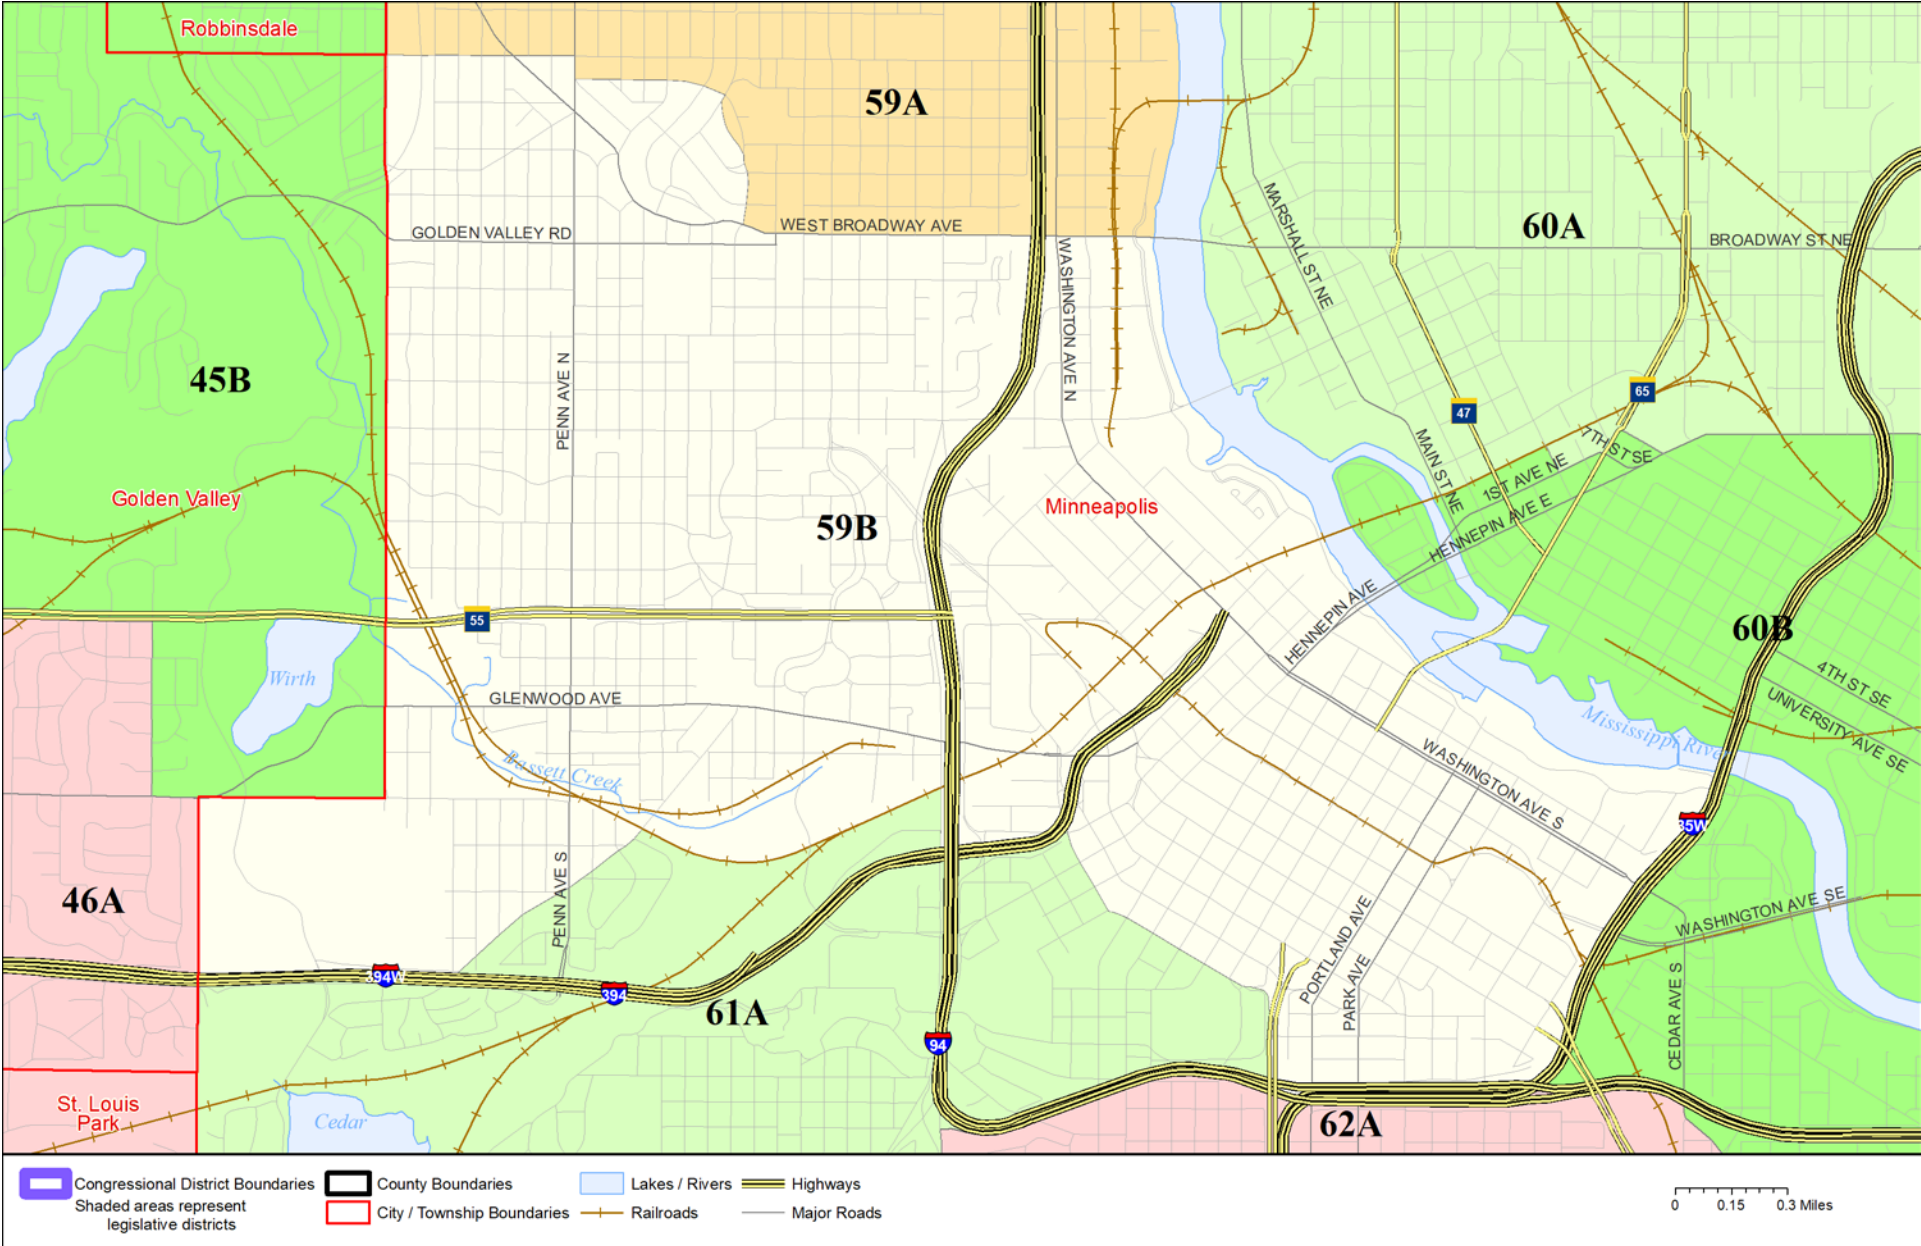 Robbinsdale
59A
60A
GOLDEN VALLEY RD
WEST BROADWAY AVE
BROADWAY ST NE
MARSHALL ST NE
WASHINGTON AVE N
45B
PENN AVE N
65
47
7TH ST SE
MAIN ST NE
1ST AVE NE
HENNEPIN AVE E
Golden Valley
Minneapolis
59B
55
HENNEPIN AVE
60B
4TH ST SE
UNIVERSITY AVE SE
Wirth
GLENWOOD AVE
Mississippi River
Bassett Creek
WASHINGTON AVE S
35W
46A
PENN AVE S
PORTLAND AVE
PARK AVE
WASHINGTON AVE SE
CEDAR AVE S
394W
394
61A
94
St. Louis
Park
Cedar
62A
Congressional District Boundaries
Shaded areas represent
legislative districts
County Boundaries
City / Township Boundaries
Lakes / Rivers
Railroads
Highways
Major Roads
0 0.15 0.3 Miles